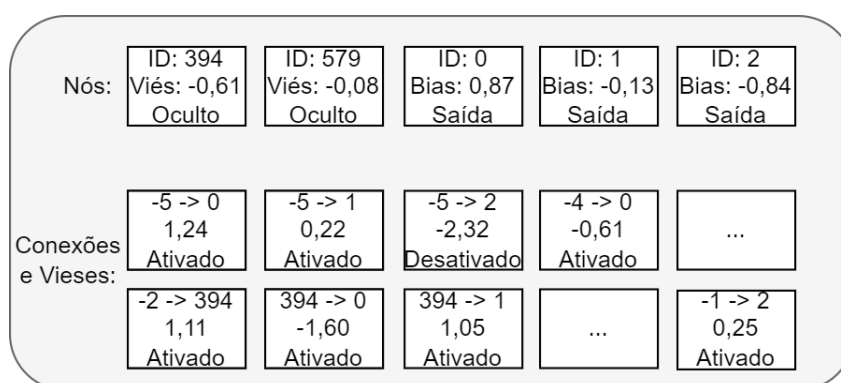 Nós:
ID: 394
Viés: -0,61
Oculto
ID: 579
Viés: -0,08
Oculto
ID: 0
Bias: 0,87
Saída
ID: 1
Bias: -0,13
Saída
ID: 2
Bias: -0,84
Saída
Conexões
e Vieses:
-5 -> 0
1,24
Ativado
-5 -> 1
0,22
Ativado
-5 -> 2
-2,32
Desativado
-4 -> 0
-0,61
Ativado
...
-2 -> 394
1,11
Ativado
394 -> 0
-1,60
Ativado
394 -> 1
1,05
Ativado
...
-1 -> 2
0,25
Ativado